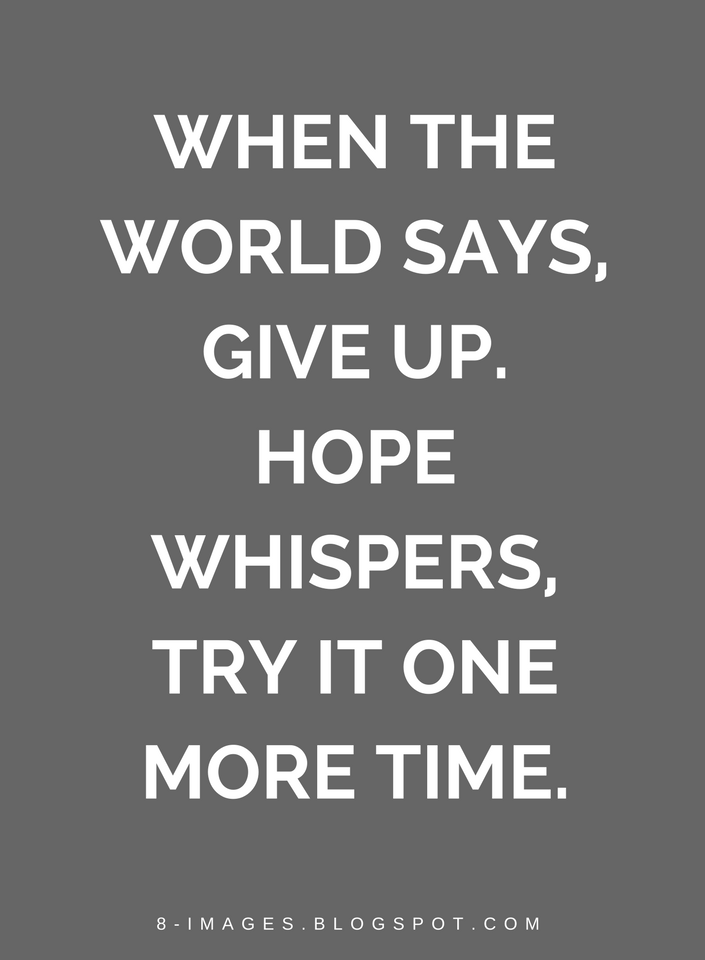 WHEN THE
WORLD SAYS,
GIVE UP.
HOPE
WHISPERS,
TRY IT ONE
MORE TIME.
8-IMAGES.BLOGSPOT.COM